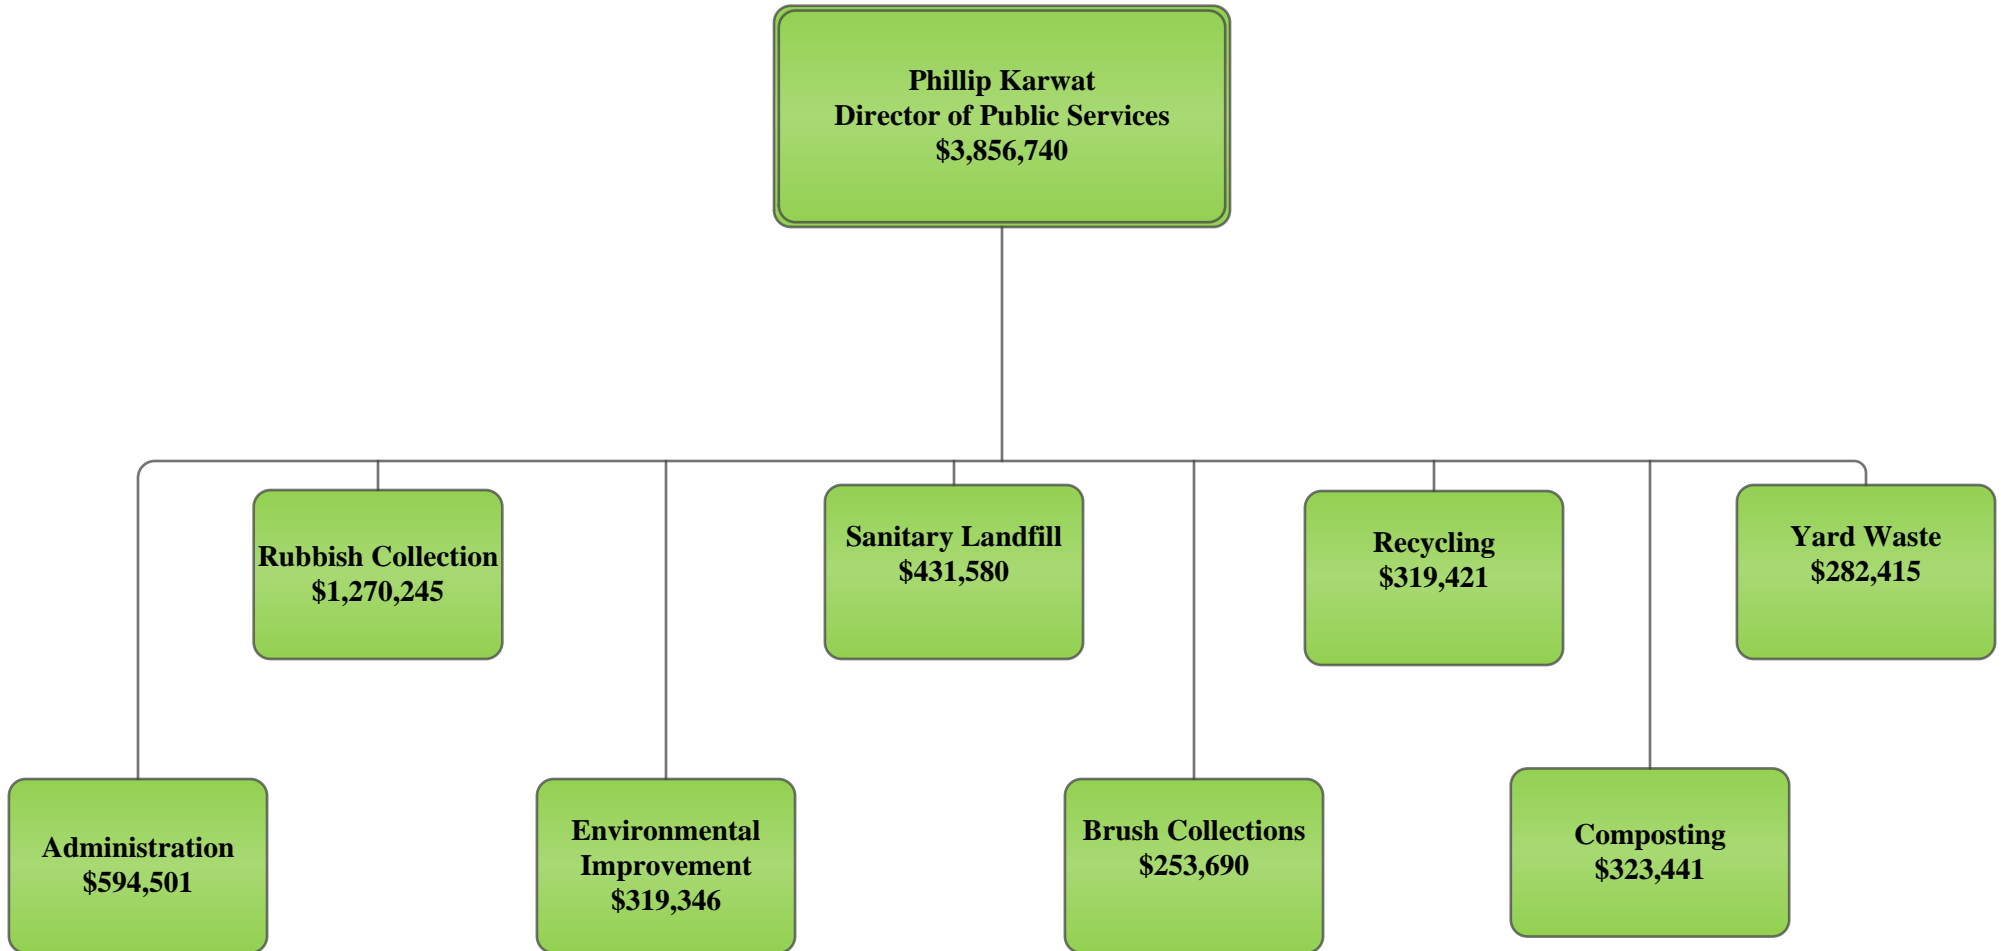 Phillip Karwat
Director of Public Services
$3,856,740
Rubbish Collection
$1,270,245
Sanitary Landfill
$431,580
Recycling
$319,421
Yard Waste
$282,415
Administration
$594,501
Environmental
Improvement
$319,346
Brush Collections
$253,690
Composting
$323,441